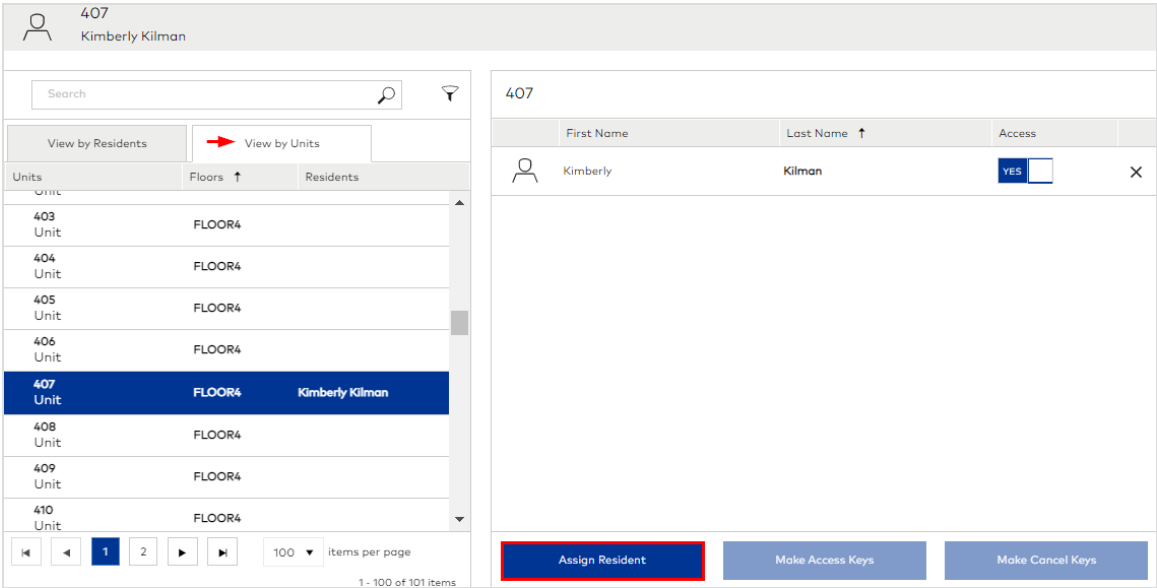 407
Kimberly Kilman
Search
View by Residents
View by Units
Units Floors ↑ Residents
Unit
403
Unit FLOOR4
404
Unit FLOOR4
405
Unit FLOOR4
406
Unit FLOOR4
407
Unit FLOOR4 Kimberly Kilman
408
Unit FLOOR4
409
Unit FLOOR4
410
Unit FLOOR4
1 2 100 items per page
1 - 100 of 101 items
407
First Name Last Name ↑ Access
Kimberly Kilman YES
Assign Resident Make Access Keys Make Cancel Keys